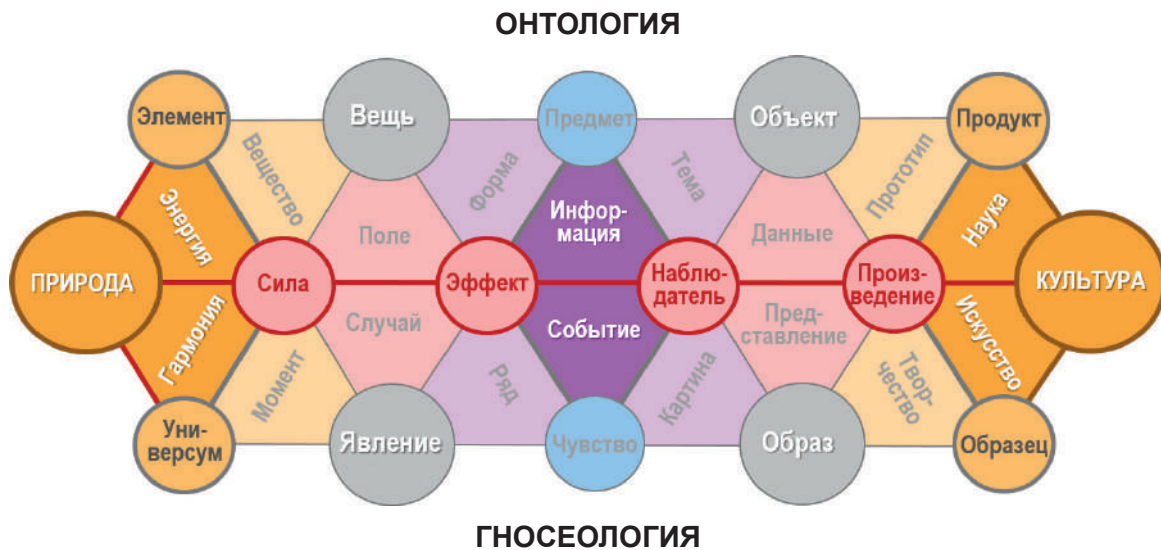 ОНТОЛОГИЯ
Элемент
Вещь
Предмет
Объект
Продукт
Вещество
Форма
Тема
Прототип
Энергия
Поле
Инфор-
мация
Данные
Наука
ПРИРОДА
Сила
Эффект
Наблю-
датель
Произ-
ведение
КУЛЬТУРА
Гармония
Случай
Событие
Пред-
ставление
Искусство
Момент
Ряд
Картина
Твор-
чество
Уни-
версум
Явление
Чувство
Образ
Образец
ГНОСЕОЛОГИЯ